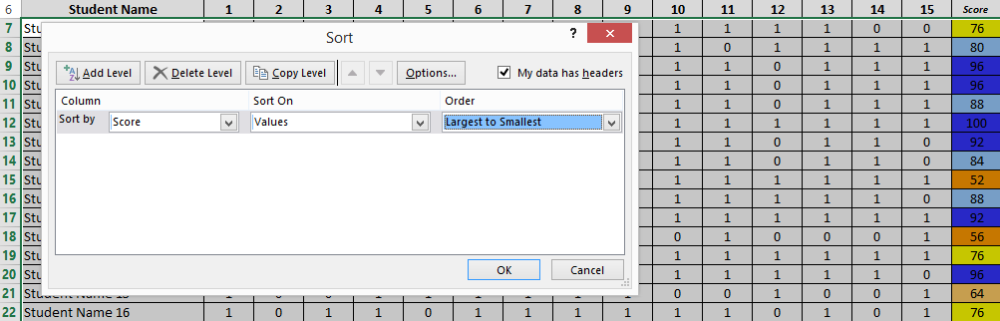 6 Student Name 1 2 3 4 5 6 7 8 9 10 11 12 13 14 15 Score
7 Stu 1 1 1 1 0 0 76
Sort ? ×
8 Stu 1 0 1 1 1 1 80
9 Stu 1 1 0 1 1 1 96
Add Level Delete Level Copy Level Options... My data has headers
10 Stu 1 1 0 1 1 1 96
11 Stu 1 1 0 1 1 0 88
Column Sort On Order
12 Stu 1 1 1 1 1 1 100
Sort by Score Values Largest to Smallest
13 Stu 1 1 0 1 1 0 92
14 Stu 1 1 0 1 1 0 84
15 Stu 1 1 1 1 1 1 52
16 Stu 1 1 1 1 1 0 88
17 Stu 1 1 1 1 1 1 92
18 Stu 0 1 0 0 0 1 56
19 Stu 1 1 1 1 1 1 76
20 Stu 1 1 1 1 1 0 96
OK Cancel
21 Student Name 15 1 0 0 1 1 1 1 1 1 0 0 1 0 0 1 64
22 Student Name 16 1 0 1 1 0 1 1 1 1 1 1 0 1 0 1 76